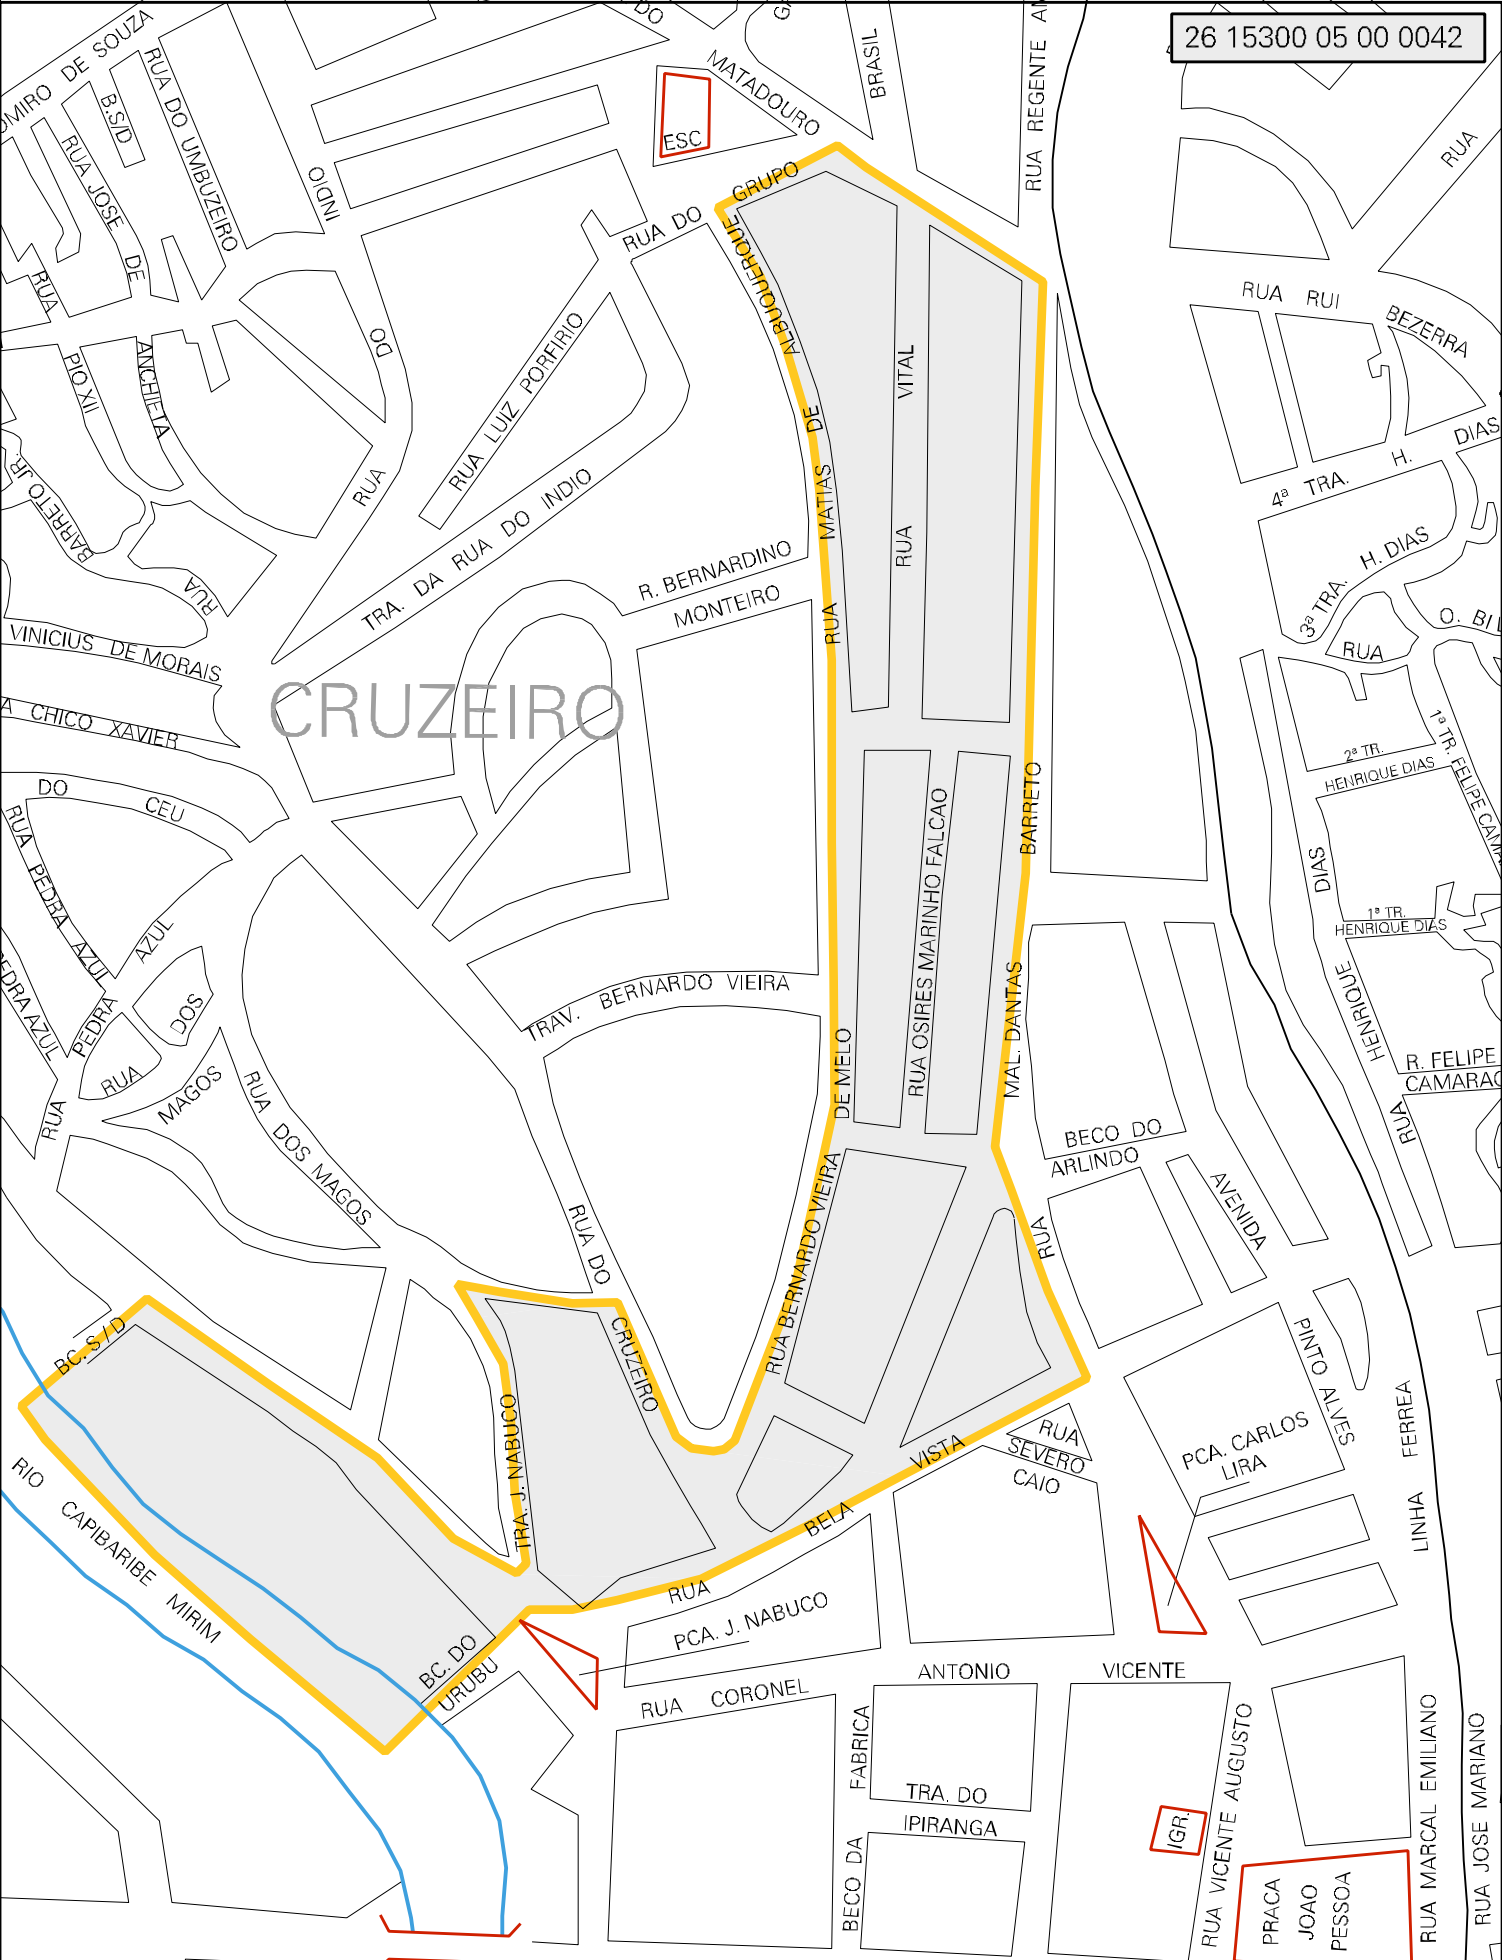 26 15300 05 00 0042
DO
MATADOURO
BRASIL
RUA REGENTE
DE SOUZA
B.S/D
RUA DO UMBUZEIRO
RUA JOSE DE
ANCHIETA
INDIO
DO
RUA
ESC
RUA DO GRUPO
RUA
RUA RUI BEZERRA
RUA
PIO XII
BARRETO JR.
RUA
RUA LUIZ PORFIRIO
TRA. DA RUA DO INDIO
ALBUQUERQUE
DE
MATIAS
RUA
VITAL
RUA
4ª TRA. H. DIAS
3ª TRA. H. DIAS
RUA
O.
R. BERNARDINO
MONTEIRO
VINICIUS DE MORAIS
CHICO XAVIER
CRUZEIRO
2ª TR.
HENRIQUE DIAS
1ª TR. FELIPE
DO CEU
RUA PEDRA AZUL
PEDRA AZUL
RUA
PEDRA AZUL
RUA DOS
MAGOS
RUA DOS MAGOS
BARRETO
MAL. DANTAS
RUA
RUA OSIRES MARINHO FALCAO
TRAV. BERNARDO VIEIRA
DE MELO
RUA BERNARDO VIEIRA
1ª TR.
HENRIQUE DIAS
DIAS
HENRIQUE
RUA
R. FELIPE
BECO DO
ARLINDO
AVENIDA
PINTO ALVES
RUA DO
CRUZEIRO
BC. S/D
TRA. J. NABUCO
RIO CAPIBARIBE MIRIM
BC. DO
URUBU
RUA BELA VISTA
RUA
SEVERO
CAIO
PCA. CARLOS
LIRA
LINHA FERREA
PCA. J. NABUCO
RUA CORONEL ANTONIO VICENTE
BECO DA FABRICA
TRA. DO
IPIRANGA
IGR.
RUA VICENTE AUGUSTO
PRACA
JOAO
PESSOA
RUA MARCAL EMILIANO
RUA JOSE MARIANO